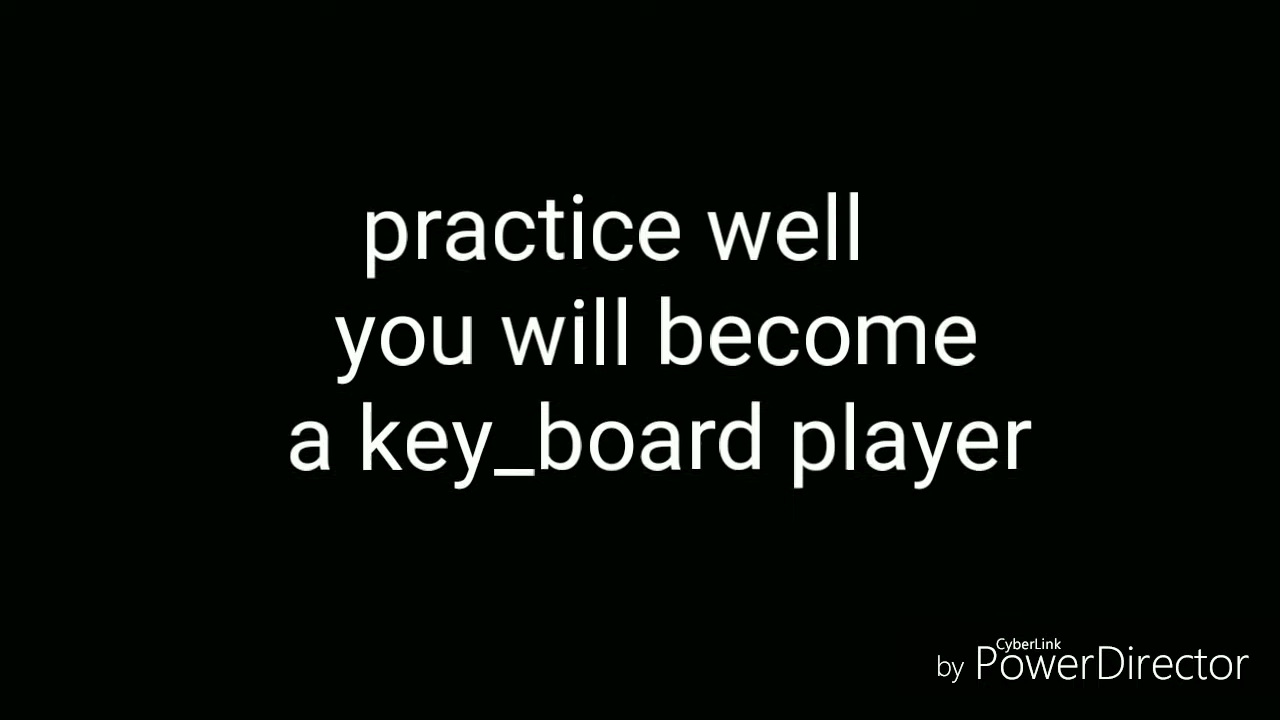 practice well
you will become
a key_board player
CyberLink
by PowerDirector